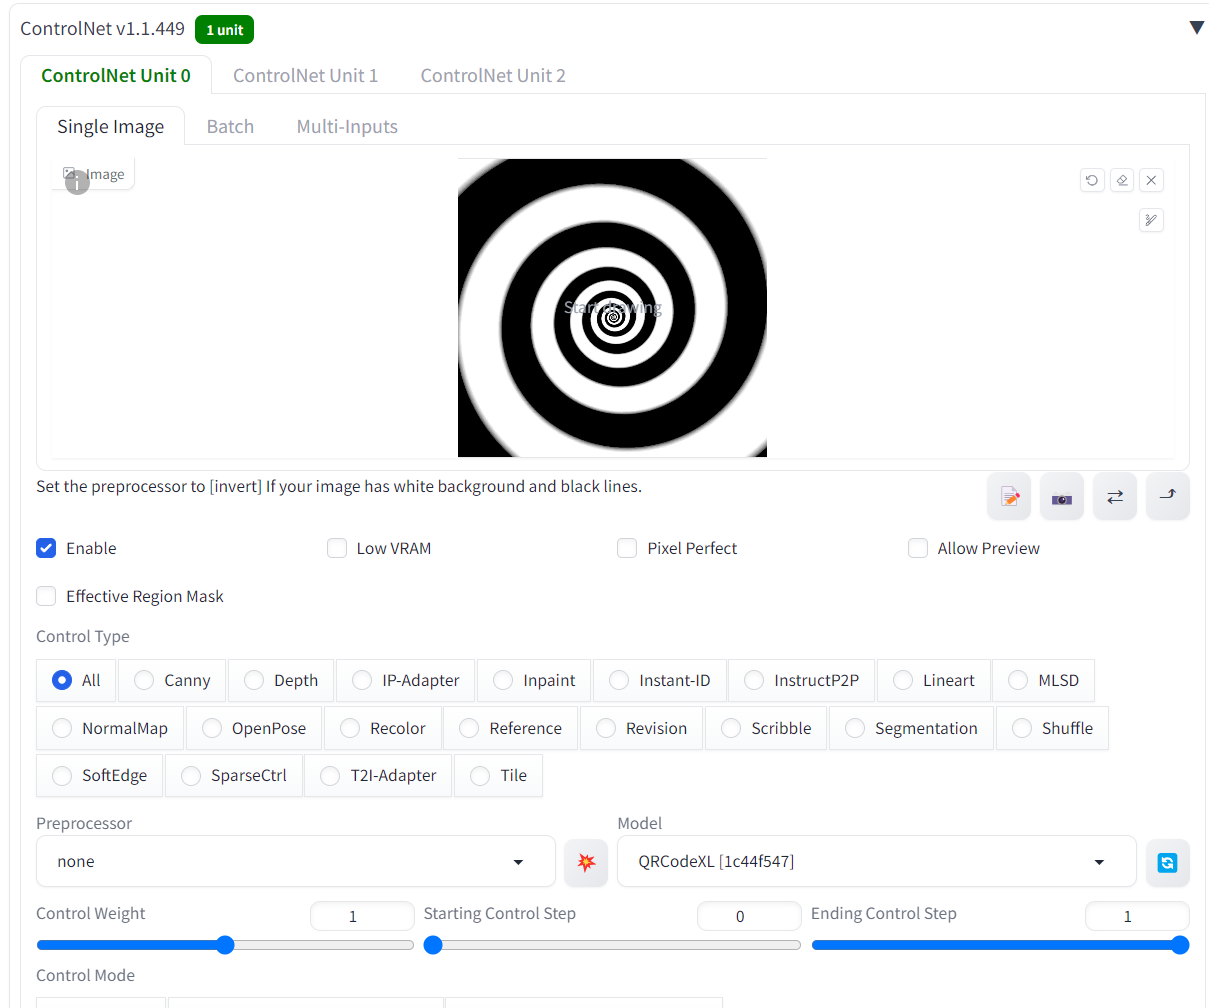 ControlNet v1.1.449 1 unit
ControlNet Unit 0 ControlNet Unit 1 ControlNet Unit 2
Single Image Batch Multi-Inputs
Image
Start drawing
Set the preprocessor to [invert] If your image has white background and black lines.
Enable Low VRAM Pixel Perfect Allow Preview
Effective Region Mask
Control Type
All Canny Depth IP-Adapter Inpaint Instant-ID InstructP2P Lineart MLSD
NormalMap OpenPose Recolor Reference Revision Scribble Segmentation Shuffle
SoftEdge SparseCtrl T2I-Adapter Tile
Preprocessor Model
none QRCodeXL [1c44f547]
Control Weight 1 Starting Control Step 0 Ending Control Step 1
Control Mode